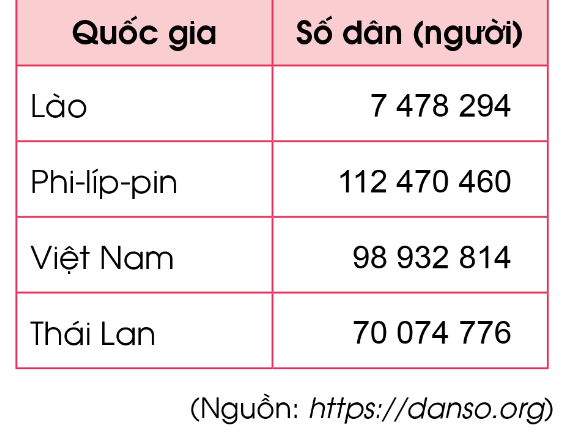 Quốc gia Số dân (người)
Lào 7 478 294
Phi-líp-pin 112 470 460
Việt Nam 98 932 814
Thái Lan 70 074 776
(Nguồn: https://danso.org)